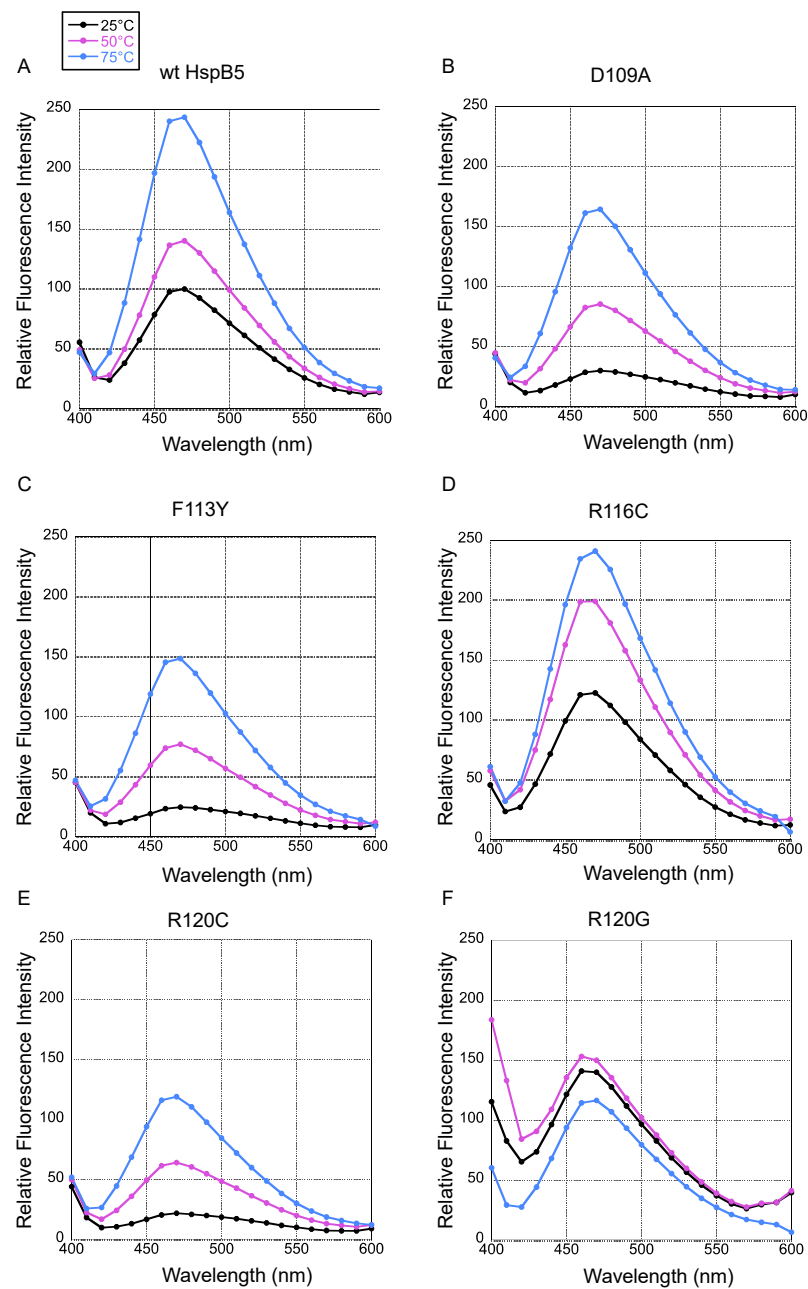 25°C
50°C
75°C
A
wt HspB5
Relative Fluorescence Intensity
250
200
150
100
50
0
400 450 500 550 600
Wavelength (nm)
B
D109A
Relative Fluorescence Intensity
250
200
150
100
50
0
400 450 500 550 600
Wavelength (nm)
C
F113Y
Relative Fluorescence Intensity
250
200
150
100
50
0
400 450 500 550 600
Wavelength (nm)
D
R116C
Relative Fluorescence Intensity
250
200
150
100
50
0
400 450 500 550 600
Wavelength (nm)
E
R120C
Relative Fluorescence Intensity
250
200
150
100
50
0
400 450 500 550 600
Wavelength (nm)
F
R120G
Relative Fluorescence Intensity
250
200
150
100
50
0
400 450 500 550 600
Wavelength (nm)